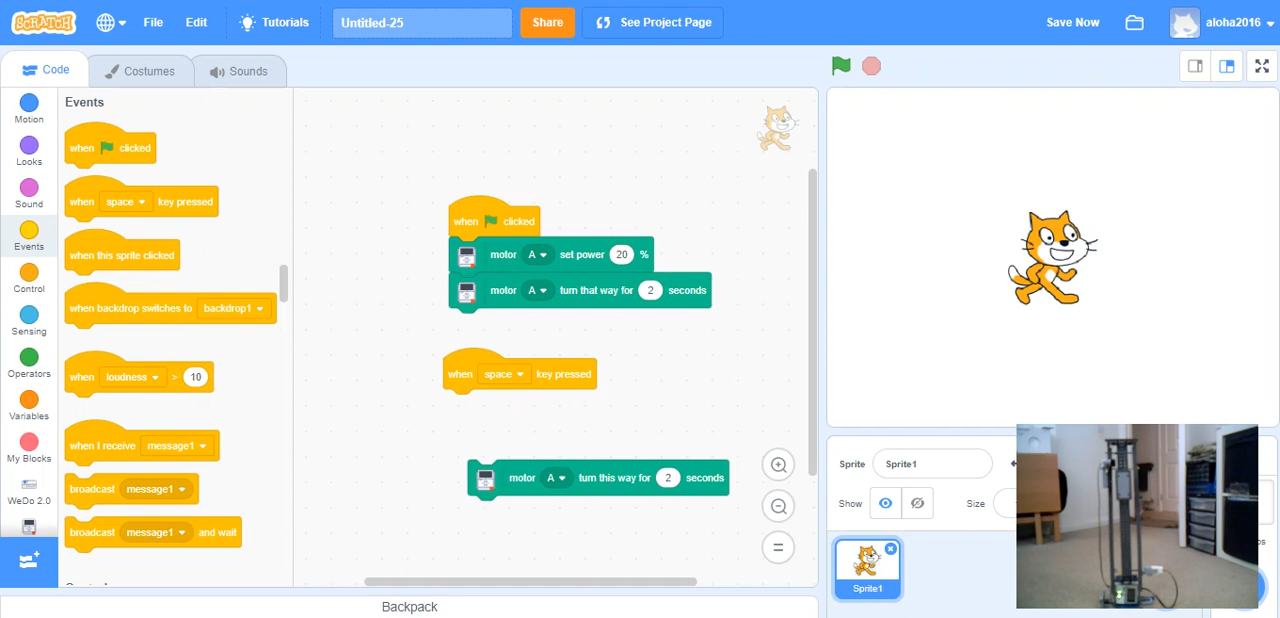 SCRATCH File Edit Tutorials Untitled-25 Share See Project Page Save Now aloha2016
Code Costumes Sounds
Events
Motion
Looks
Sound
Events
Control
Sensing
Operators
Variables
My Blocks
WeDo 2.0
when clicked
when space key pressed
when this sprite clicked
when backdrop switches to backdrop1
when loudness > 10
when I receive message1
broadcast message1
broadcast message1 and wait
when clicked
motor A set power 20 %
motor A turn that way for 2 seconds
when space key pressed
motor A turn this way for 2 seconds
Sprite Sprite1
Show Size
Sprite1
Backpack